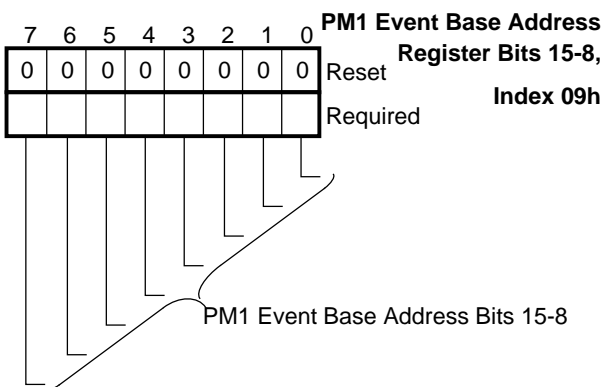 PM1 Event Base Address
Register Bits 15-8,
Index 09h
7 6 5 4 3 2 1 0
0 0 0 0 0 0 0 0 Reset
Required
PM1 Event Base Address Bits 15-8